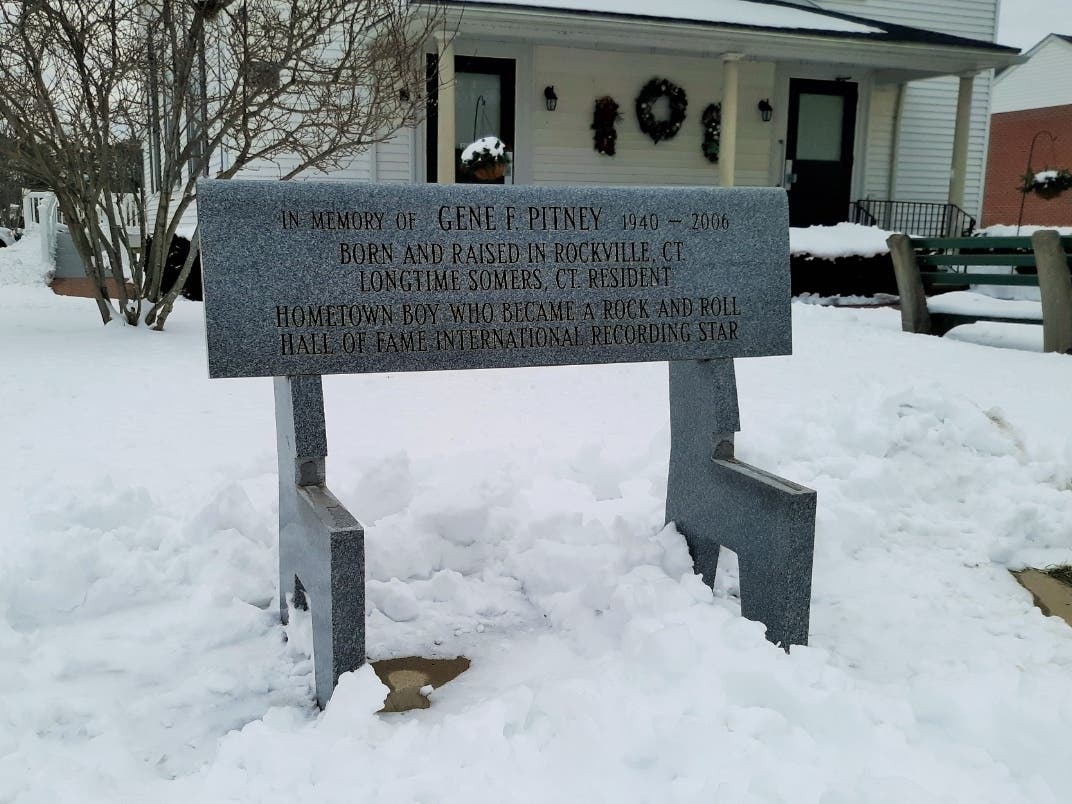 IN MEMORY OF GENE F. PITNEY 1940 – 2006
BORN AND RAISED IN ROCKVILLE, CT.
LONGTIME SOMERS, CT. RESIDENT
HOMETOWN BOY WHO BECAME A ROCK AND ROLL
HALL OF FAME INTERNATIONAL RECORDING STAR